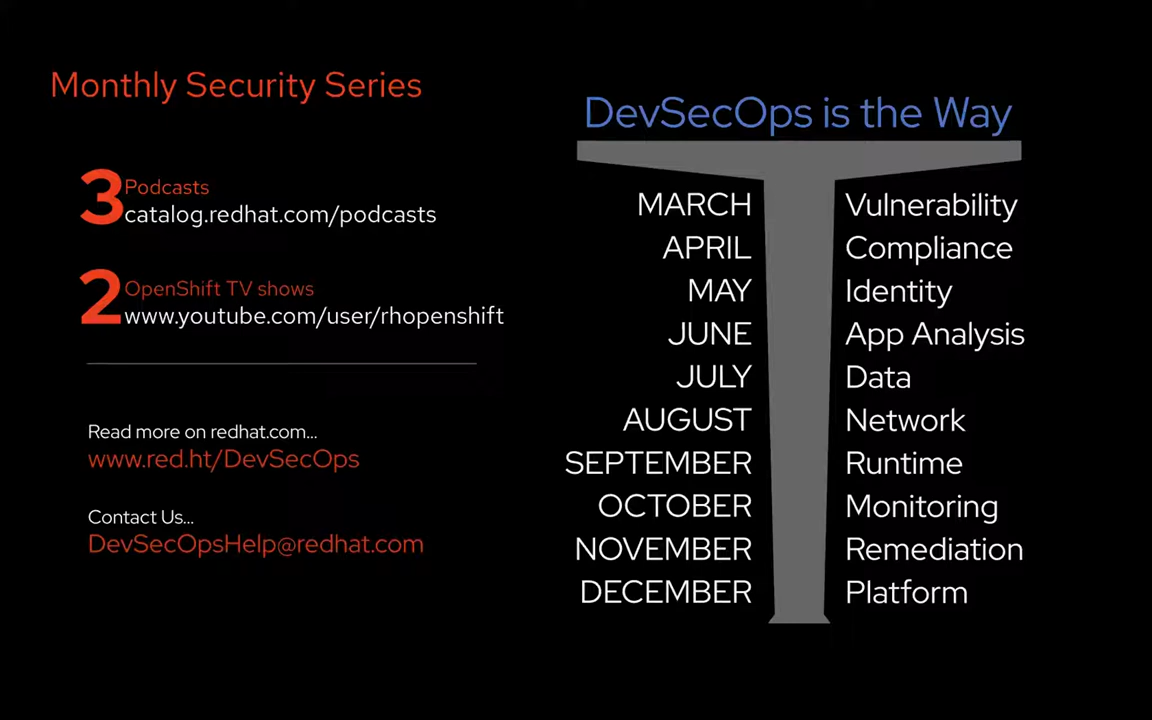 Monthly Security Series
3 Podcasts
catalog.redhat.com/podcasts
2 OpenShift TV shows
www.youtube.com/user/rhopenshift
Read more on redhat.com...
www.red.ht/DevSecOps
Contact Us...
DevSecOpsHelp@redhat.com
DevSecOps is the Way
MARCH Vulnerability
APRIL Compliance
MAY Identity
JUNE App Analysis
JULY Data
AUGUST Network
SEPTEMBER Runtime
OCTOBER Monitoring
NOVEMBER Remediation
DECEMBER Platform